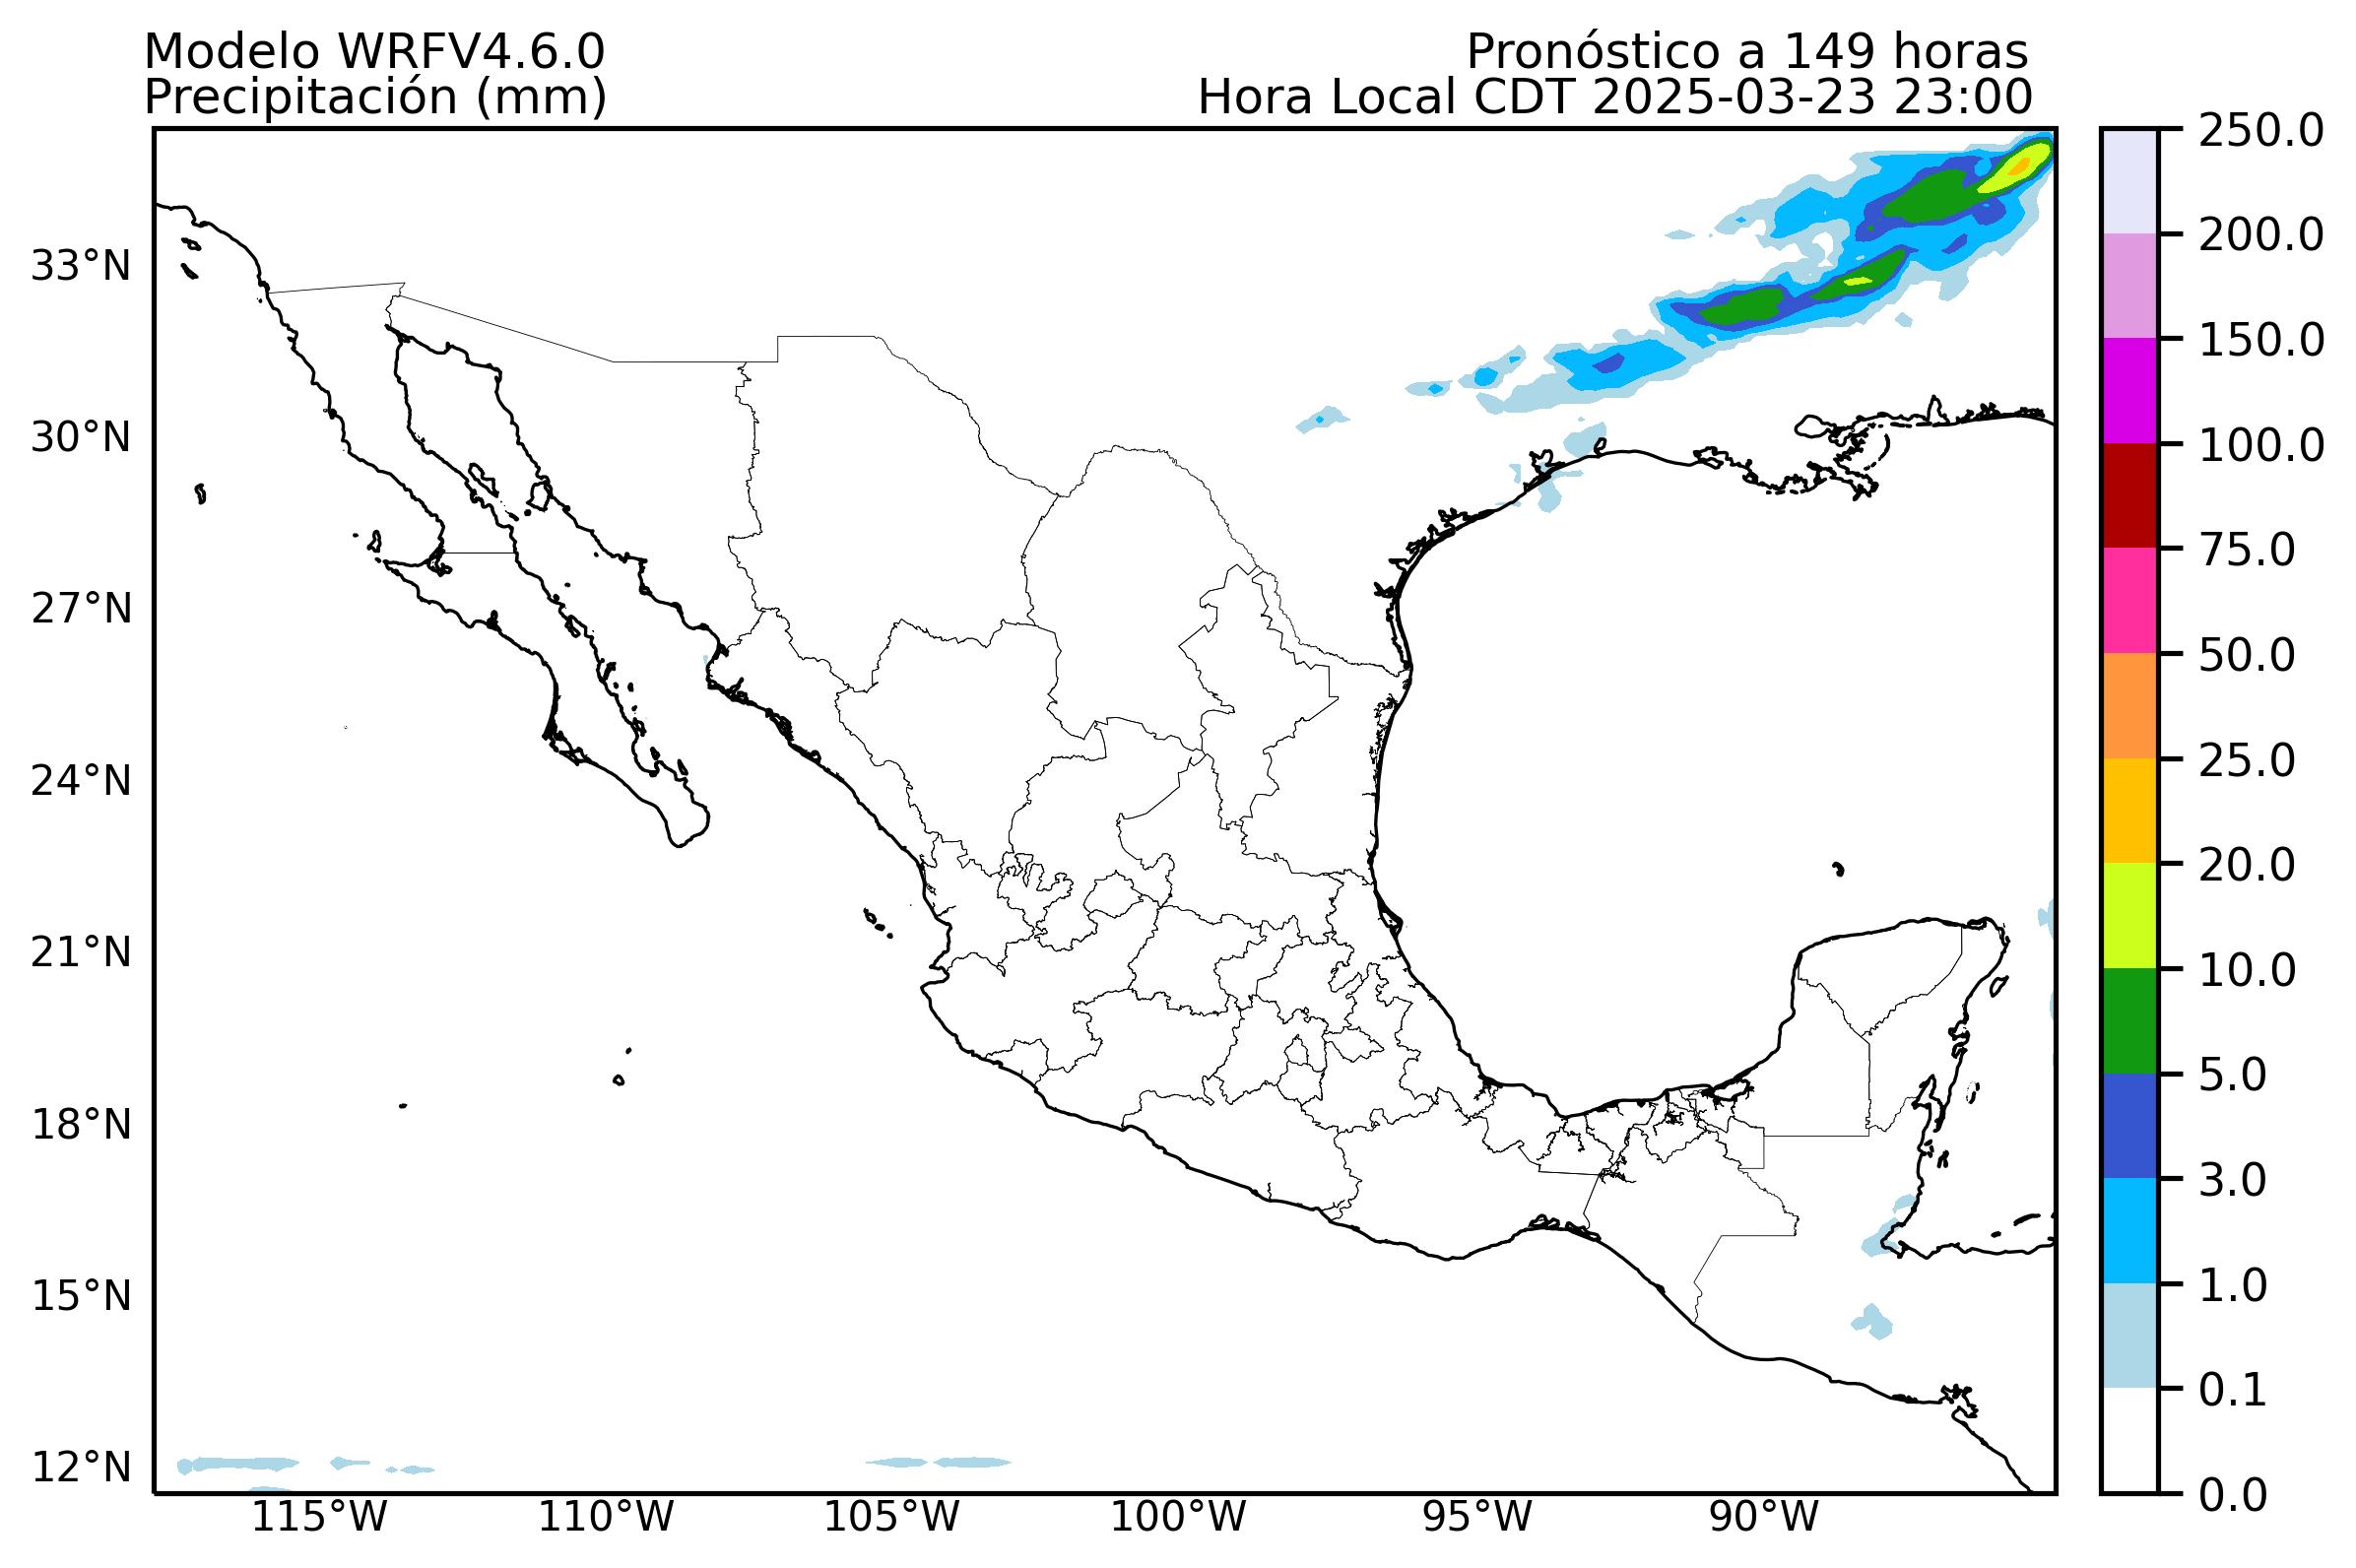 Modelo WRFV4.6.0
Pronóstico a 149 horas
Precipitación (mm)
Hora Local CDT 2025-03-23 23:00
33°N
30°N
27°N
24°N
21°N
18°N
15°N
12°N
115°W
110°W
105°W
100°W
95°W
90°W
250.0
200.0
150.0
100.0
75.0
50.0
25.0
20.0
10.0
5.0
3.0
1.0
0.1
0.0